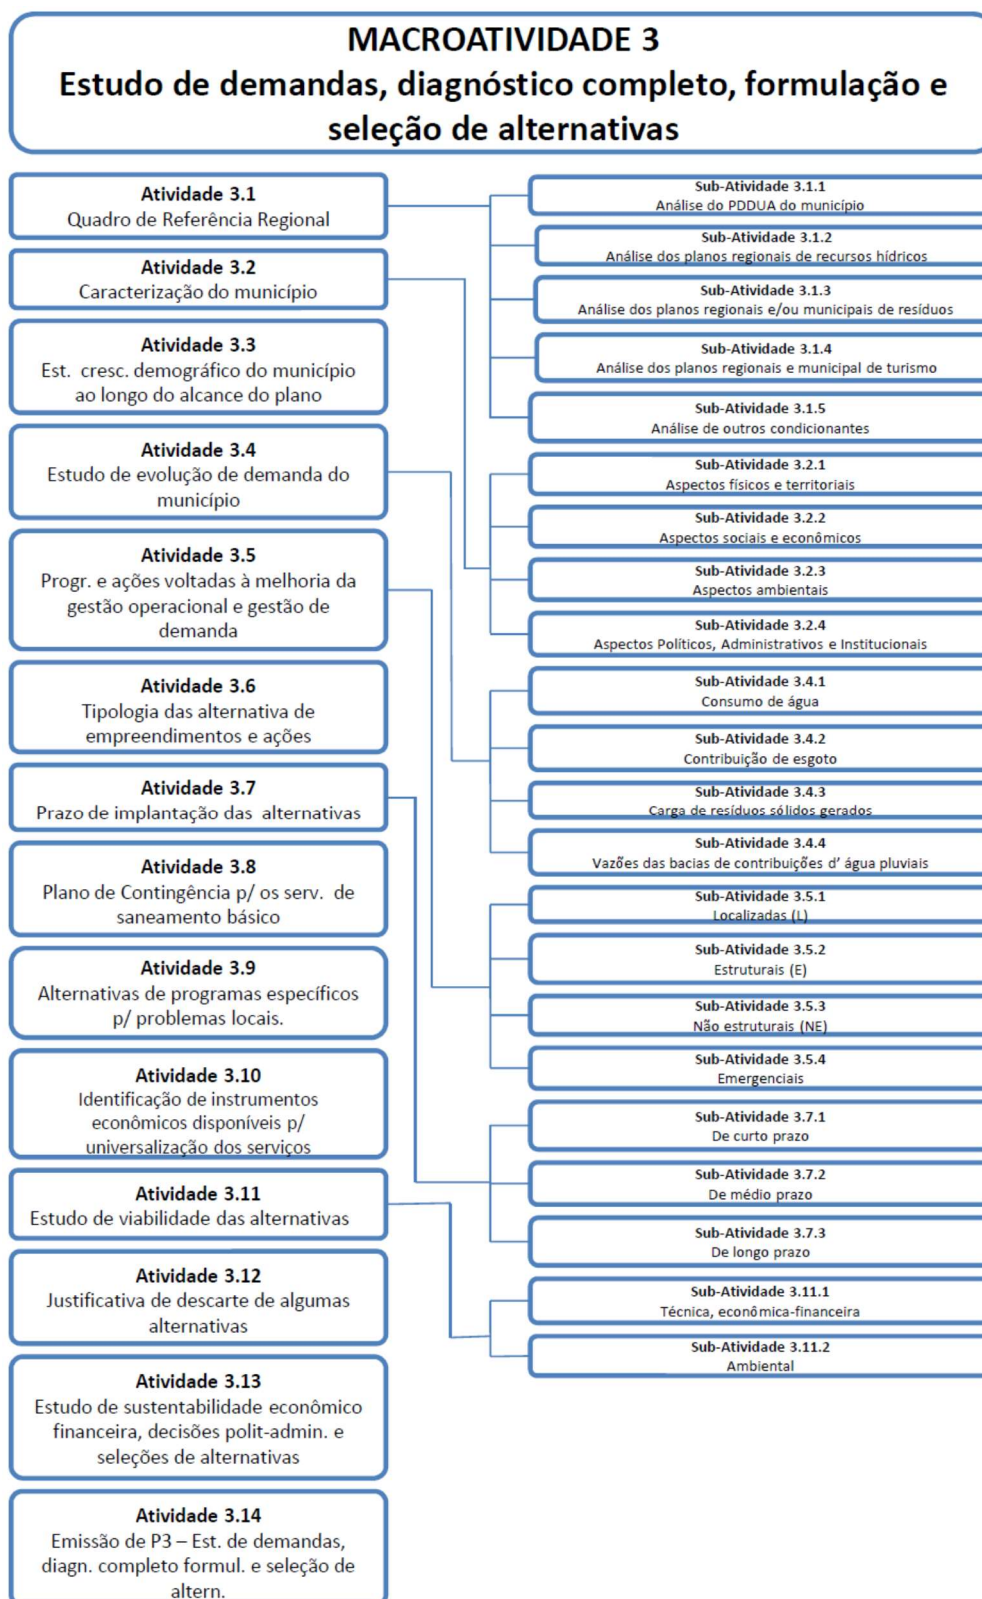 MACROATIVIDADE 3
Estudo de demandas, diagnóstico completo, formulação e
seleção de alternativas
Atividade 3.1
Quadro de Referência Regional
Atividade 3.2
Caracterização do município
Atividade 3.3
Est. cresc. demográfico do município
ao longo do alcance do plano
Atividade 3.4
Estudo de evolução de demanda do
município
Atividade 3.5
Progr. e ações voltadas à melhoria da
gestão operacional e gestão de
demanda
Atividade 3.6
Tipologia das alternativa de
empreendimentos e ações
Atividade 3.7
Prazo de implantação das alternativas
Atividade 3.8
Plano de Contingência p/ os serv. de
saneamento básico
Atividade 3.9
Alternativas de programas específicos
p/ problemas locais.
Atividade 3.10
Identificação de instrumentos
econômicos disponíveis p/
universalização dos serviços
Atividade 3.11
Estudo de viabilidade das alternativas
Atividade 3.12
Justificativa de descarte de algumas
alternativas
Atividade 3.13
Estudo de sustentabilidade econômico
financeira, decisões polit-admin. e
seleções de alternativas
Atividade 3.14
Emissão de P3 – Est. de demandas,
diagn. completo formul. e seleção de
altern.
Sub-Atividade 3.1.1
Análise do PDDUA do município
Sub-Atividade 3.1.2
Análise dos planos regionais de recursos hídricos
Sub-Atividade 3.1.3
Análise dos planos regionais e/ou municipais de resíduos
Sub-Atividade 3.1.4
Análise dos planos regionais e municipal de turismo
Sub-Atividade 3.1.5
Análise de outros condicionantes
Sub-Atividade 3.2.1
Aspectos físicos e territoriais
Sub-Atividade 3.2.2
Aspectos sociais e econômicos
Sub-Atividade 3.2.3
Aspectos ambientais
Sub-Atividade 3.2.4
Aspectos Políticos, Administrativos e Institucionais
Sub-Atividade 3.4.1
Consumo de água
Sub-Atividade 3.4.2
Contribuição de esgoto
Sub-Atividade 3.4.3
Carga de resíduos sólidos gerados
Sub-Atividade 3.4.4
Vazões das bacias de contribuições d' água pluviais
Sub-Atividade 3.5.1
Localizadas (L)
Sub-Atividade 3.5.2
Estruturais (E)
Sub-Atividade 3.5.3
Não estruturais (NE)
Sub-Atividade 3.5.4
Emergenciais
Sub-Atividade 3.7.1
De curto prazo
Sub-Atividade 3.7.2
De médio prazo
Sub-Atividade 3.7.3
De longo prazo
Sub-Atividade 3.11.1
Técnica, econômica-financeira
Sub-Atividade 3.11.2
Ambiental